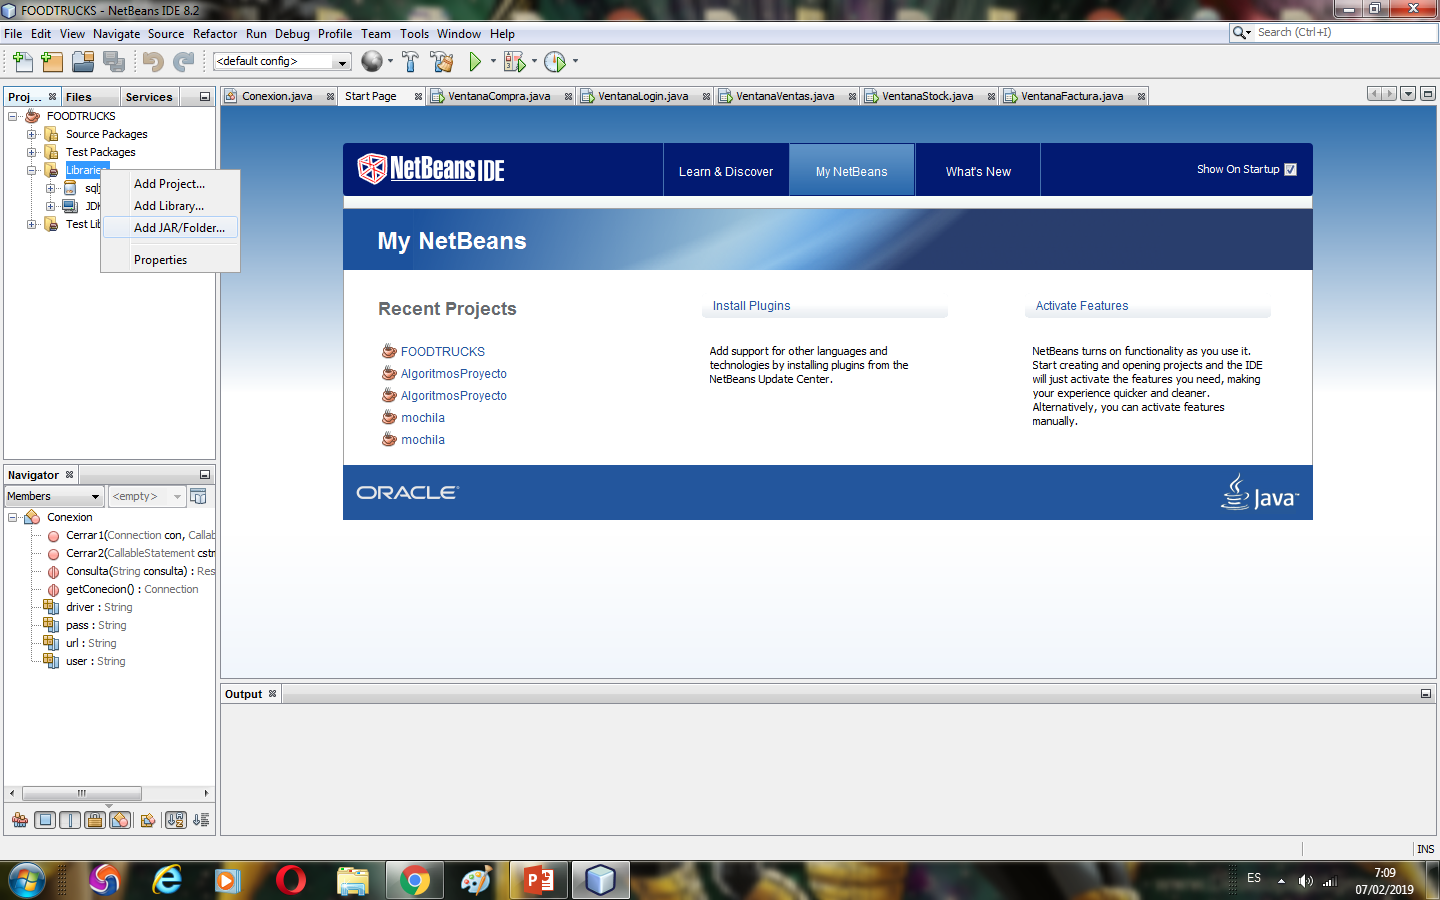 FOODTRUCKS - NetBeans IDE 8.2
File Edit View Navigate Source Refactor Run Debug Profile Team Tools Window Help
Search (Ctrl+I)
<default config>
Proj... Files Services
Conexion.java Start Page VentanaCompra.java VentanaLogin.java VentanaVentas.java VentanaStock.java VentanaFactura.java
FOODTRUCKS
Source Packages
Test Packages
Libraries
sqlj
JDK
Test Lib
Add Project...
Add Library...
Add JAR/Folder...
Properties
NetBeans IDE
Learn & Discover
My NetBeans
What's New
Show On Startup
My NetBeans
Recent Projects
FOODTRUCKS
AlgoritmosProyecto
AlgoritmosProyecto
mochila
mochila
Install Plugins
Add support for other languages and
technologies by installing plugins from the
NetBeans Update Center.
Activate Features
NetBeans turns on functionality as you use it.
Start creating and opening projects and the IDE
will just activate the features you need, making
your experience quicker and cleaner.
Alternatively, you can activate features
manually.
ORACLE
Java
Navigator
Members <empty>
Conexion
Cerrar1(Connection con, Callab
Cerrar2(CallableStatement cstm
Consulta(String consulta) : Res
getConecion() : Connection
driver : String
pass : String
url : String
user : String
Output
INS
ES
7:09
07/02/2019